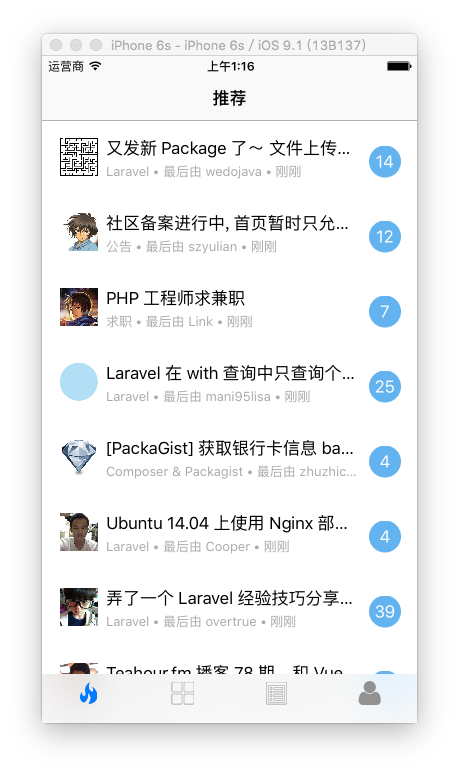 iPhone 6s - iPhone 6s / iOS 9.1 (13B137)
运营商 上午1:16
推荐
又发新 Package 了～ 文件上传...
14
Laravel • 最后由 wedojava • 刚刚
社区备案进行中, 首页暂时只允...
12
公告 • 最后由 szyulian • 刚刚
PHP 工程师求兼职
7
求职 • 最后由 Link • 刚刚
Laravel 在 with 查询中只查询个...
25
Laravel • 最后由 mani95lisa • 刚刚
[PackaGist] 获取银行卡信息 ba...
4
Composer & Packagist • 最后由 zhuzhic...
Ubuntu 14.04 上使用 Nginx 部...
4
Laravel • 最后由 Cooper • 刚刚
弄了一个 Laravel 经验技巧分享...
39
Laravel • 最后由 overtrue • 刚刚
Teahour.fm 播客 78 期，和 Vue